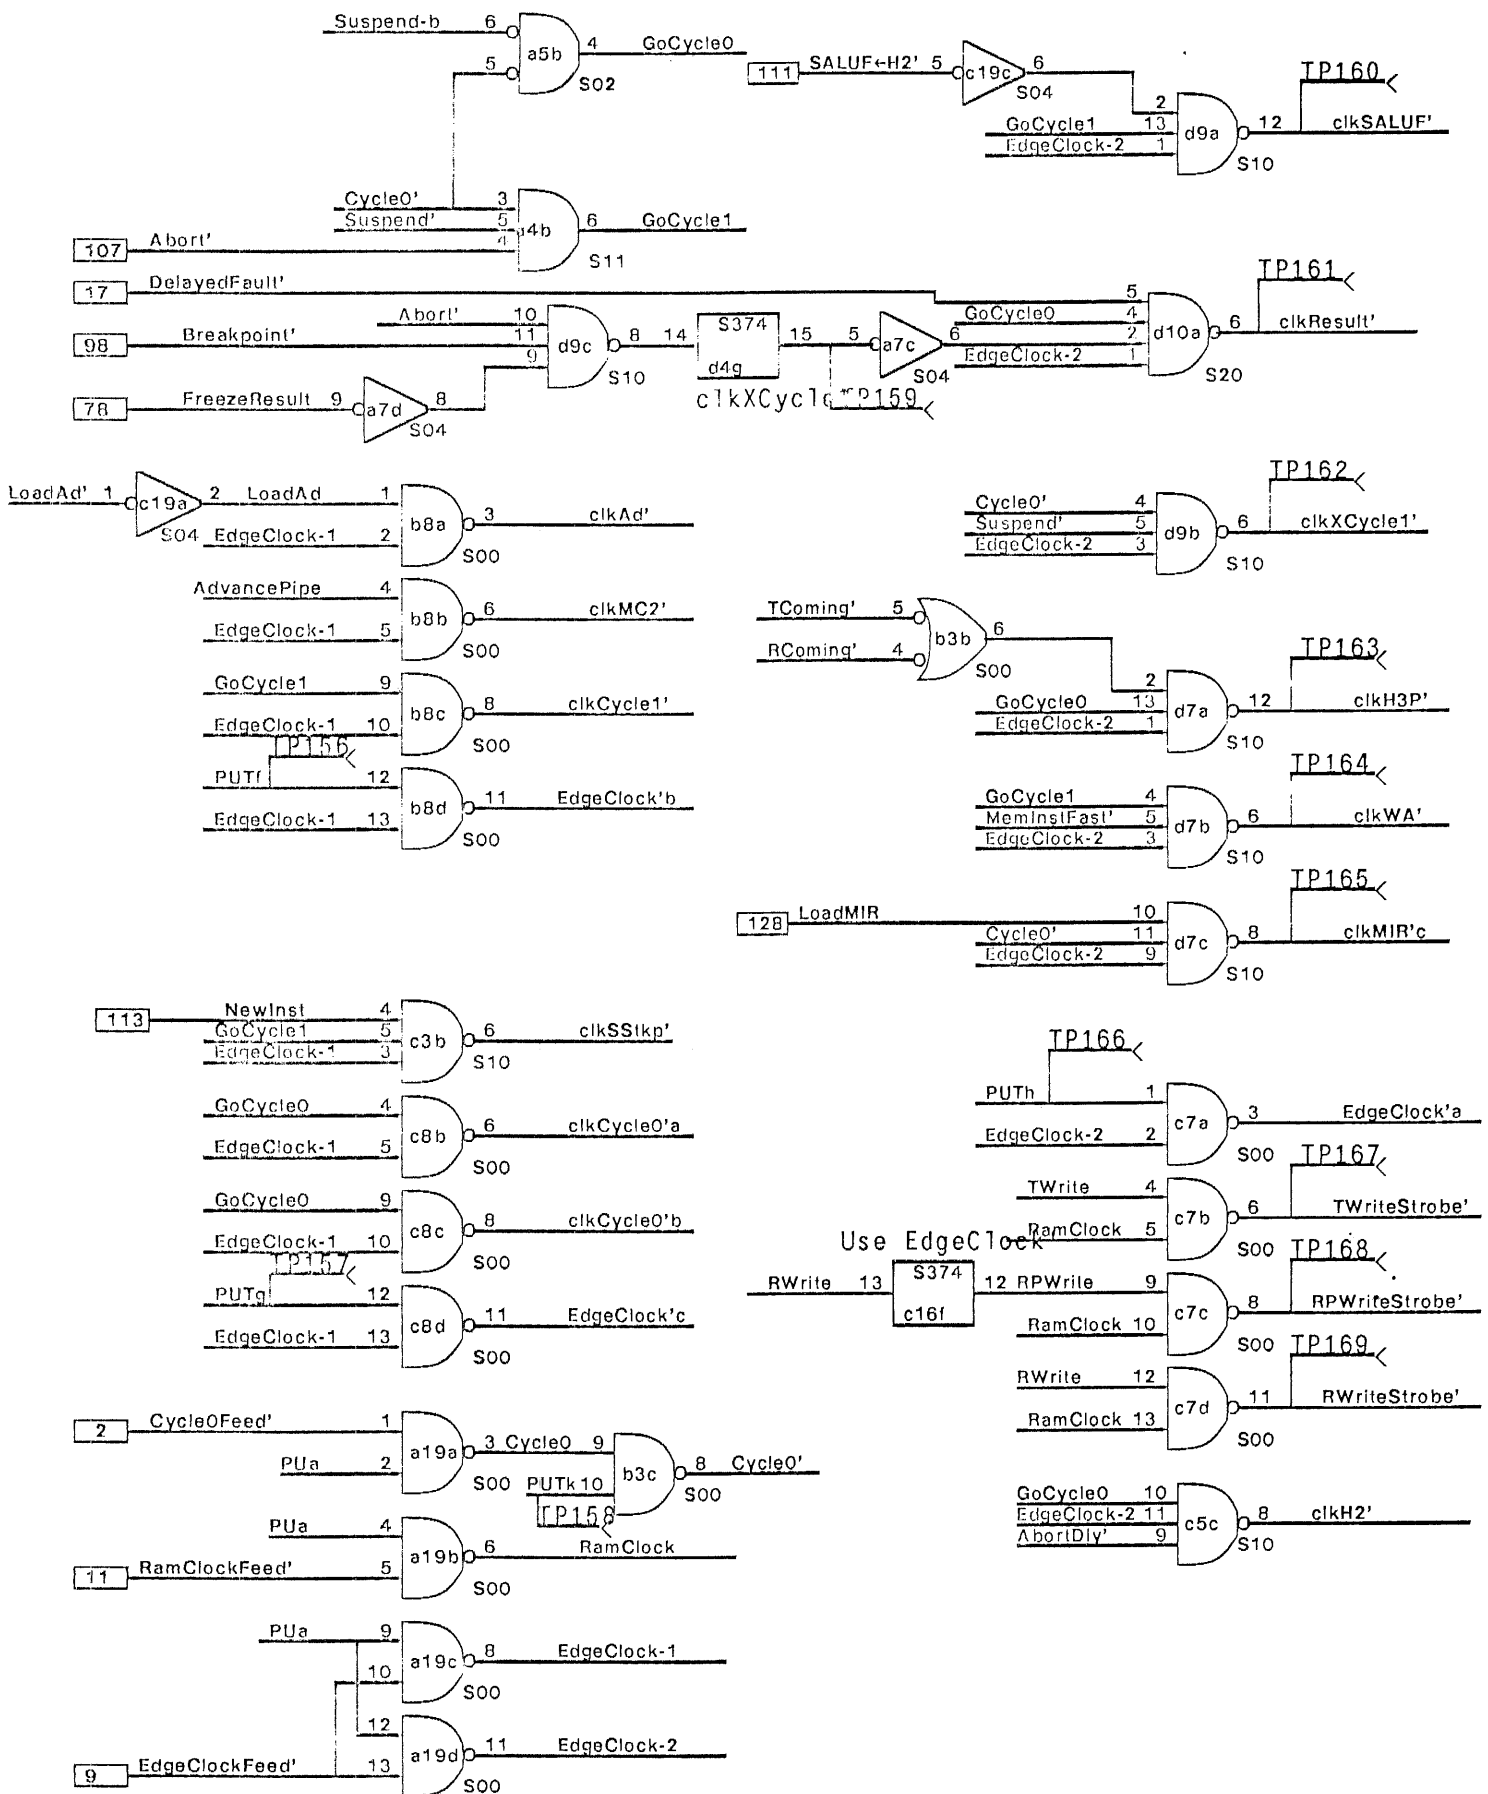 Suspend-b 6
a5b 4 GoCycle0
5
S02
111 SALUF←H2' 5 c19c 6
S04
TP160
2
GoCycle1 13 d9a 12 clkSALUF'
EdgeClock-2 1
S10
Cycle0' 3
Suspend' 5 a4b 6 GoCycle1
107 Abort' 4
S11
17 DelayedFault' 5
TP161
GoCycle0 4
d10a 6 clkResult'
2
EdgeClock-2 1
S20
Abort' 10
98 Breakpoint' 11 d9c 8 14 S374 15 5 a7c 6
9
S10
d4g
S04
clkXCycle
TP159
78 FreezeResult 9 a7d 8
S04
LoadAd' 1 c19a 2 LoadAd 1
S04
b8a 3 clkAd'
EdgeClock-1 2
S00
AdvancePipe 4
b8b 6 clkMC2'
EdgeClock-1 5
S00
GoCycle1 9
b8c 8 clkCycle1'
EdgeClock-1 10
S00
TP156
PUTf 12
b8d 11 EdgeClock'b
EdgeClock-1 13
S00
TP162
Cycle0' 4
Suspend' 5 d9b 6 clkXCycle1'
EdgeClock-2 3
S10
TComing' 5
b3b 6
RComing' 4
S00
TP163
2
GoCycle0 13 d7a 12 clkH3P'
EdgeClock-2 1
S10
TP164
GoCycle1 4
MemInstFast' 5 d7b 6 clkWA'
EdgeClock-2 3
S10
TP165
128 LoadMIR 10
Cycle0' 11 d7c 8 clkMIR'c
EdgeClock-2 9
S10
113 NewInst 4
GoCycle1 5 c3b 6 clkSStkp'
EdgeClock-1 3
S10
GoCycle0 4
c8b 6 clkCycle0'a
EdgeClock-1 5
S00
GoCycle0 9
c8c 8 clkCycle0'b
EdgeClock-1 10
S00
TP157
PUTg 12
c8d 11 EdgeClock'c
EdgeClock-1 13
S00
TP166
PUTh 1
c7a 3 EdgeClock'a
EdgeClock-2 2
S00
TP167
TWrite 4
c7b 6 TWriteStrobe'
RamClock 5
S00
TP168
Use EdgeClock'
RWrite 13 S374 12 RPWrite 9
c16f
c7c 8 RPWriteStrobe'
RamClock 10
S00
TP169
RWrite 12
c7d 11 RWriteStrobe'
RamClock 13
S00
2 Cycle0Feed' 1
a19a 3 Cycle0 9
PUa 2
S00
b3c 8 Cycle0'
PUTk 10
S00
TP158
PUa 4
a19b 6 RamClock
11 RamClockFeed' 5
S00
GoCycle0 10
EdgeClock-2 11 c5c 8 clkH2'
AbortDly' 9
S10
PUa 9
a19c 8 EdgeClock-1
10
S00
12
a19d 11 EdgeClock-2
9 EdgeClockFeed' 13
S00